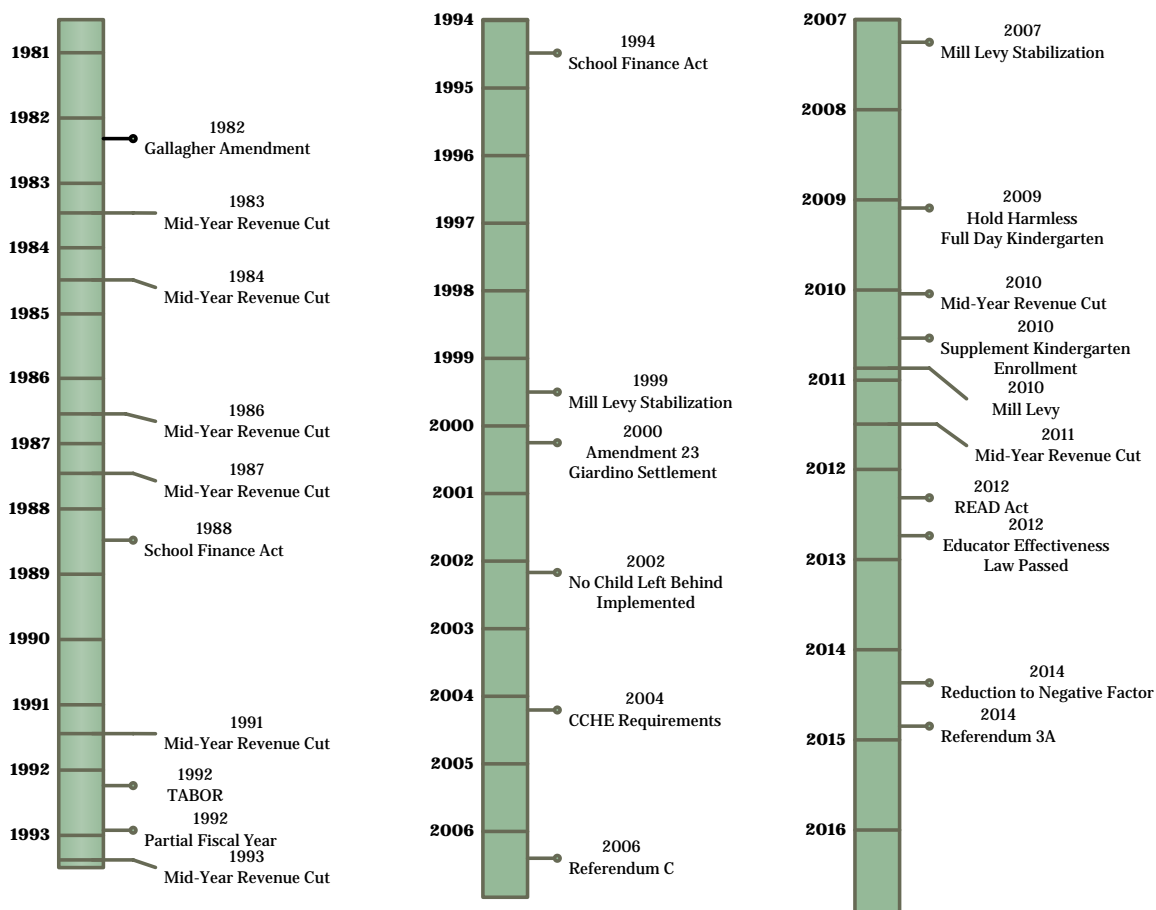 1981
1982
1982
Gallagher Amendment
1983
1983
Mid-Year Revenue Cut
1984
1984
Mid-Year Revenue Cut
1985
1986
1986
Mid-Year Revenue Cut
1987
1987
Mid-Year Revenue Cut
1988
1988
School Finance Act
1989
1990
1991
1991
Mid-Year Revenue Cut
1992
1992
TABOR
1992
Partial Fiscal Year
1993
1993
Mid-Year Revenue Cut
1994
1994
School Finance Act
1995
1996
1997
1998
1999
1999
Mill Levy Stabilization
2000
2000
Amendment 23
Giardino Settlement
2001
2002
2002
No Child Left Behind
Implemented
2003
2004
2004
CCHE Requirements
2005
2006
2006
Referendum C
2007
2007
Mill Levy Stabilization
2008
2009
2009
Hold Harmless
Full Day Kindergarten
2010
2010
Mid-Year Revenue Cut
2010
Supplement Kindergarten
Enrollment
2011
2010
Mill Levy
2011
Mid-Year Revenue Cut
2012
2012
READ Act
2012
Educator Effectiveness
Law Passed
2013
2014
2014
Reduction to Negative Factor
2014
Referendum 3A
2015
2016